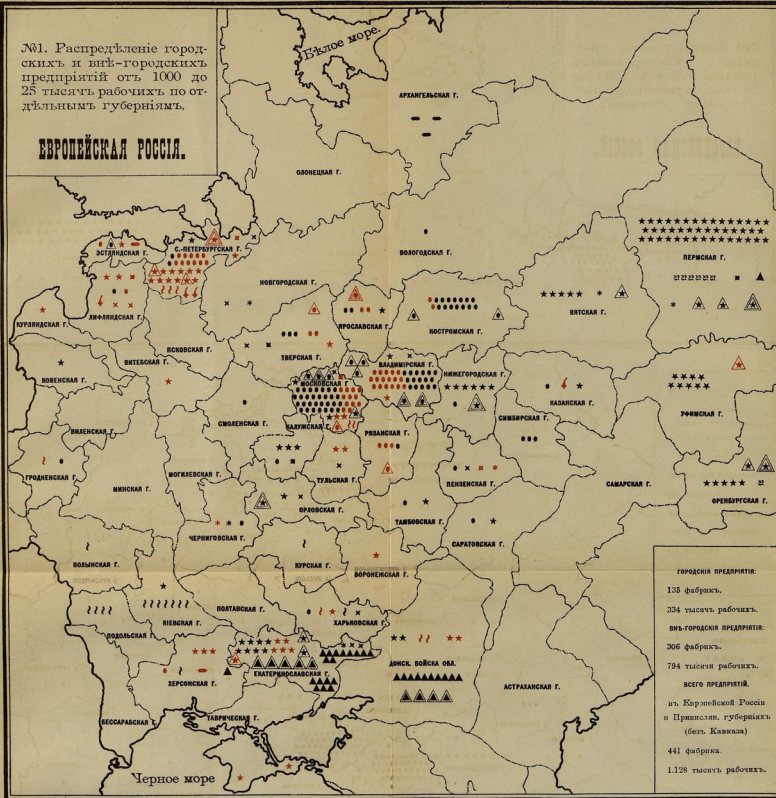 №1. Распредѣленіе город-
скихъ и внѣ-городскихъ
предпріятій отъ 1000 до
25 тысячъ рабочихъ по от-
дѣльнымъ губерніямъ.
ЕВРОПЕЙСКАЯ РОССІЯ.
Бѣлое море.
АРХАНГЕЛЬСКАЯ Г.
ОЛОНЕЦКАЯ Г.
ЭСТЛЯНДСКАЯ Г.
С.-ПЕТЕРБУРГСКАЯ Г.
ВОЛОГОДСКАЯ Г.
ПЕРМСКАЯ Г.
НОВГОРОДСКАЯ Г.
ЛИФЛЯНДСКАЯ Г.
КУРЛЯНДСКАЯ Г.
ЯРОСЛАВСКАЯ Г.
КОСТРОМСКАЯ Г.
ВЯТСКАЯ Г.
ПСКОВСКАЯ Г.
ТВЕРСКАЯ Г.
ВИТЕБСКАЯ Г.
КОВЕНСКАЯ Г.
МОСКОВСКАЯ Г.
ВЛАДИМІРСКАЯ Г.
НИЖЕГОРОДСКАЯ Г.
КАЗАНСКАЯ Г.
УФИМСКАЯ Г.
СМОЛЕНСКАЯ Г.
КАЛУЖСКАЯ Г.
СИМБИРСКАЯ Г.
ВИЛЕНСКАЯ Г.
РЯЗАНСКАЯ Г.
ГРОДНЕНСКАЯ Г.
МИНСКАЯ Г.
МОГИЛЕВСКАЯ Г.
ТУЛЬСКАЯ Г.
ПЕНЗЕНСКАЯ Г.
САМАРСКАЯ Г.
ОРЕНБУРГСКАЯ Г.
ОРЛОВСКАЯ Г.
ТАМБОВСКАЯ Г.
ЧЕРНИГОВСКАЯ Г.
САРАТОВСКАЯ Г.
ВОЛЫНСКАЯ Г.
КУРСКАЯ Г.
ВОРОНЕЖСКАЯ Г.
ПОЛТАВСКАЯ Г.
КІЕВСКАЯ Г.
ХАРЬКОВСКАЯ Г.
ПОДОЛЬСКАЯ Г.
ДОНСК. ВОЙСКА ОБЛ.
ЕКАТЕРИНОСЛАВСКАЯ Г.
ХЕРСОНСКАЯ Г.
АСТРАХАНСКАЯ Г.
БЕССАРАБСКАЯ Г.
ТАВРИЧЕСКАЯ Г.
Черное море
ГОРОДСКІЯ ПРЕДПРІЯТІЯ:
135 фабрикъ.
334 тысячъ рабочихъ.
ВНѢ-ГОРОДСКІЯ ПРЕДПРІЯТІЯ:
306 фабрикъ.
794 тысячи рабочихъ.
ВСЕГО ПРЕДПРІЯТІЙ.
въ Европейской Россіи
и Привислян. губерніяхъ
(безъ Кавказа)
441 фабрика.
1.128 тысячъ рабочихъ.